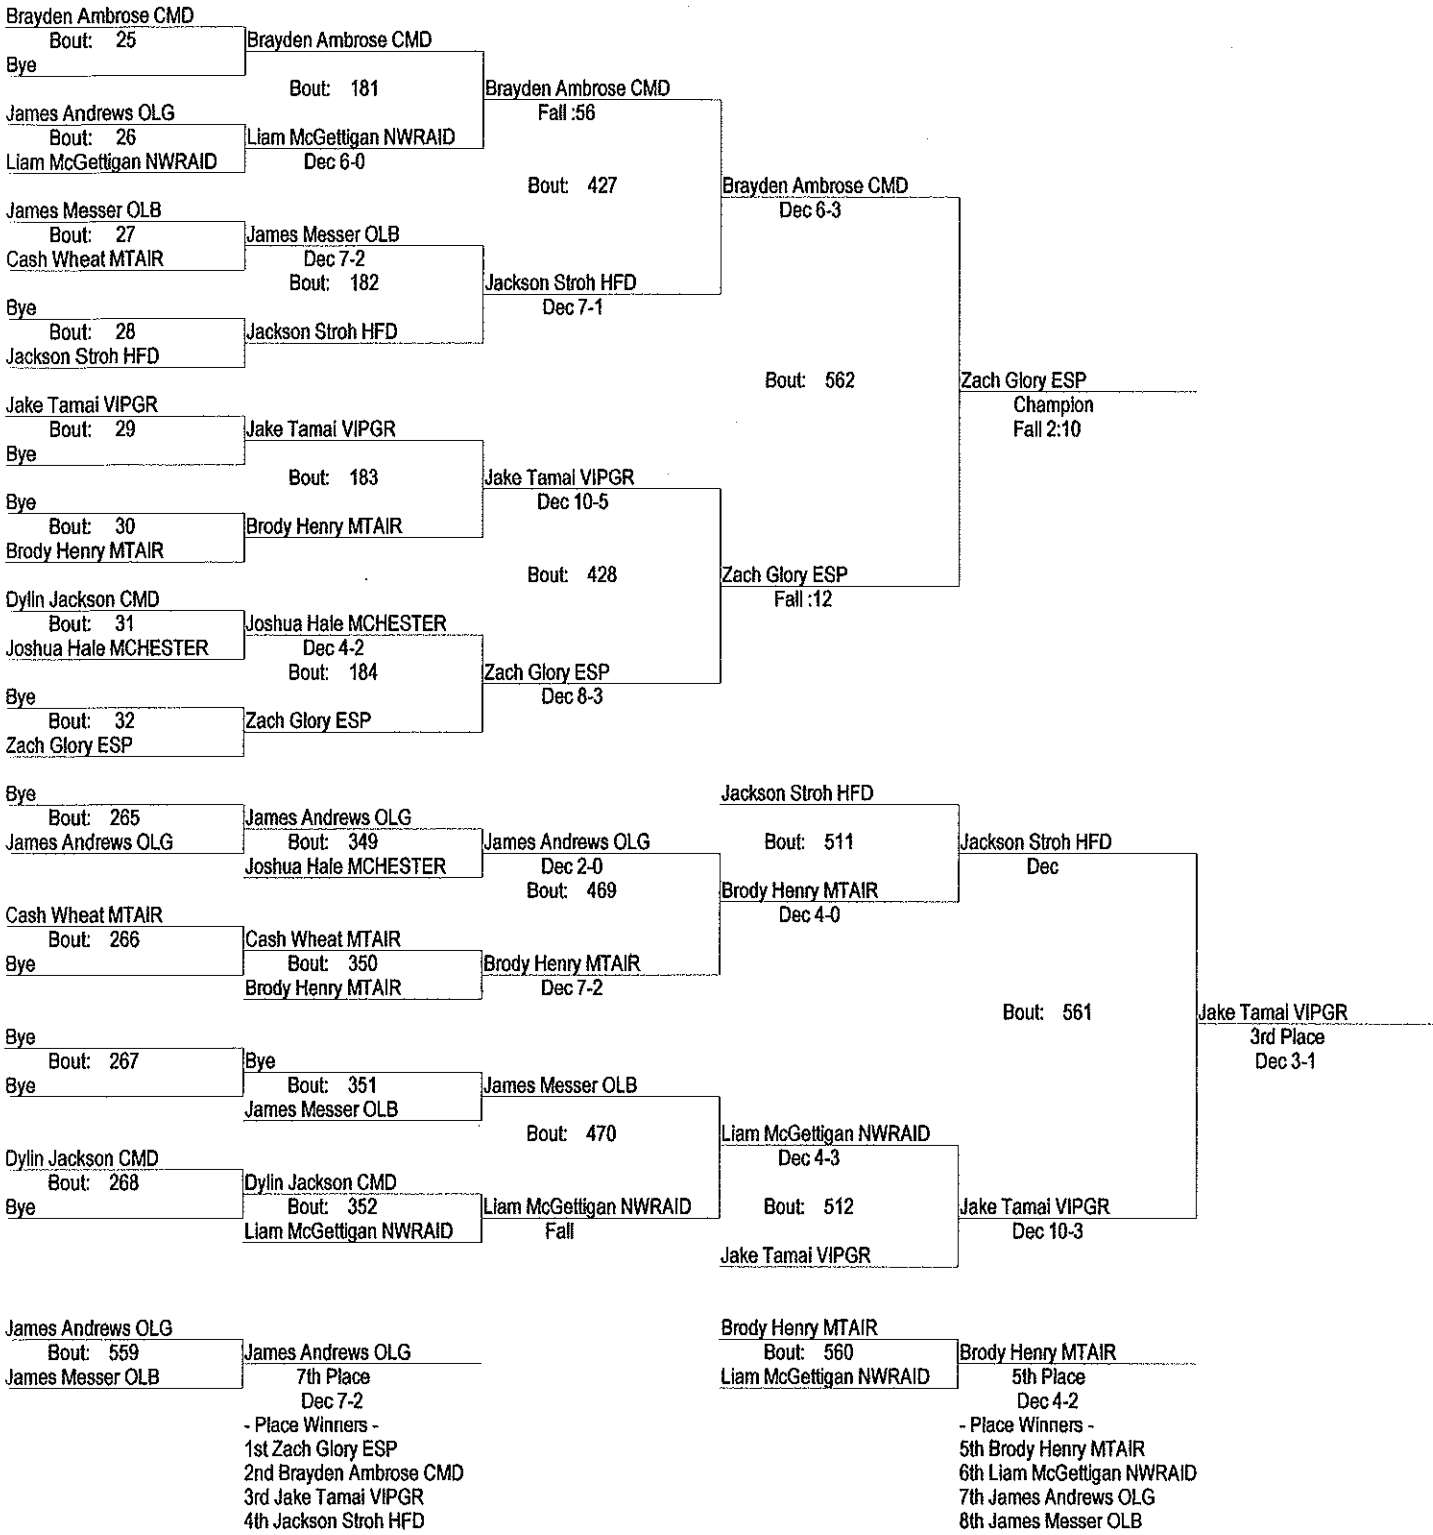 Brayden Ambrose CMD
Bout: 25
Brayden Ambrose CMD
Bye
Bout: 181
Brayden Ambrose CMD
James Andrews OLG
Fall :56
Bout: 26
Liam McGettigan NWRAID
Liam McGettigan NWRAID
Dec 6-0
Bout: 427
Brayden Ambrose CMD
James Messer OLB
Dec 6-3
Bout: 27
James Messer OLB
Cash Wheat MTAIR
Dec 7-2
Bout: 182
Jackson Stroh HFD
Bye
Dec 7-1
Bout: 28
Jackson Stroh HFD
Jackson Stroh HFD
Bout: 562
Zach Glory ESP
Jake Tamai VIPGR
Champion
Bout: 29
Jake Tamai VIPGR
Fall 2:10
Bye
Bout: 183
Jake Tamai VIPGR
Bye
Dec 10-5
Bout: 30
Brody Henry MTAIR
Brody Henry MTAIR
Bout: 428
Zach Glory ESP
Dylin Jackson CMD
Fall :12
Bout: 31
Joshua Hale MCHESTER
Joshua Hale MCHESTER
Dec 4-2
Bout: 184
Zach Glory ESP
Bye
Dec 8-3
Bout: 32
Zach Glory ESP
Zach Glory ESP
Bye
Jackson Stroh HFD
Bout: 265
James Andrews OLG
James Andrews OLG
Bout: 349
James Andrews OLG
Bout: 511
Jackson Stroh HFD
Joshua Hale MCHESTER
Dec 2-0
Dec
Bout: 469
Brody Henry MTAIR
Cash Wheat MTAIR
Dec 4-0
Bout: 266
Cash Wheat MTAIR
Bye
Bout: 350
Brody Henry MTAIR
Brody Henry MTAIR
Dec 7-2
Bout: 561
Jake Tamai VIPGR
Bye
3rd Place
Bout: 267
Bye
Dec 3-1
Bye
Bout: 351
James Messer OLB
James Messer OLB
Bout: 470
Liam McGettigan NWRAID
Dylin Jackson CMD
Dec 4-3
Bout: 268
Dylin Jackson CMD
Bye
Bout: 352
Liam McGettigan NWRAID
Bout: 512
Jake Tamai VIPGR
Liam McGettigan NWRAID
Fall
Dec 10-3
Jake Tamai VIPGR
James Andrews OLG
Bout: 559
James Andrews OLG
James Messer OLB
7th Place
Dec 7-2
- Place Winners -
1st Zach Glory ESP
2nd Brayden Ambrose CMD
3rd Jake Tamai VIPGR
4th Jackson Stroh HFD
Brody Henry MTAIR
Bout: 560
Brody Henry MTAIR
Liam McGettigan NWRAID
5th Place
Dec 4-2
- Place Winners -
5th Brody Henry MTAIR
6th Liam McGettigan NWRAID
7th James Andrews OLG
8th James Messer OLB